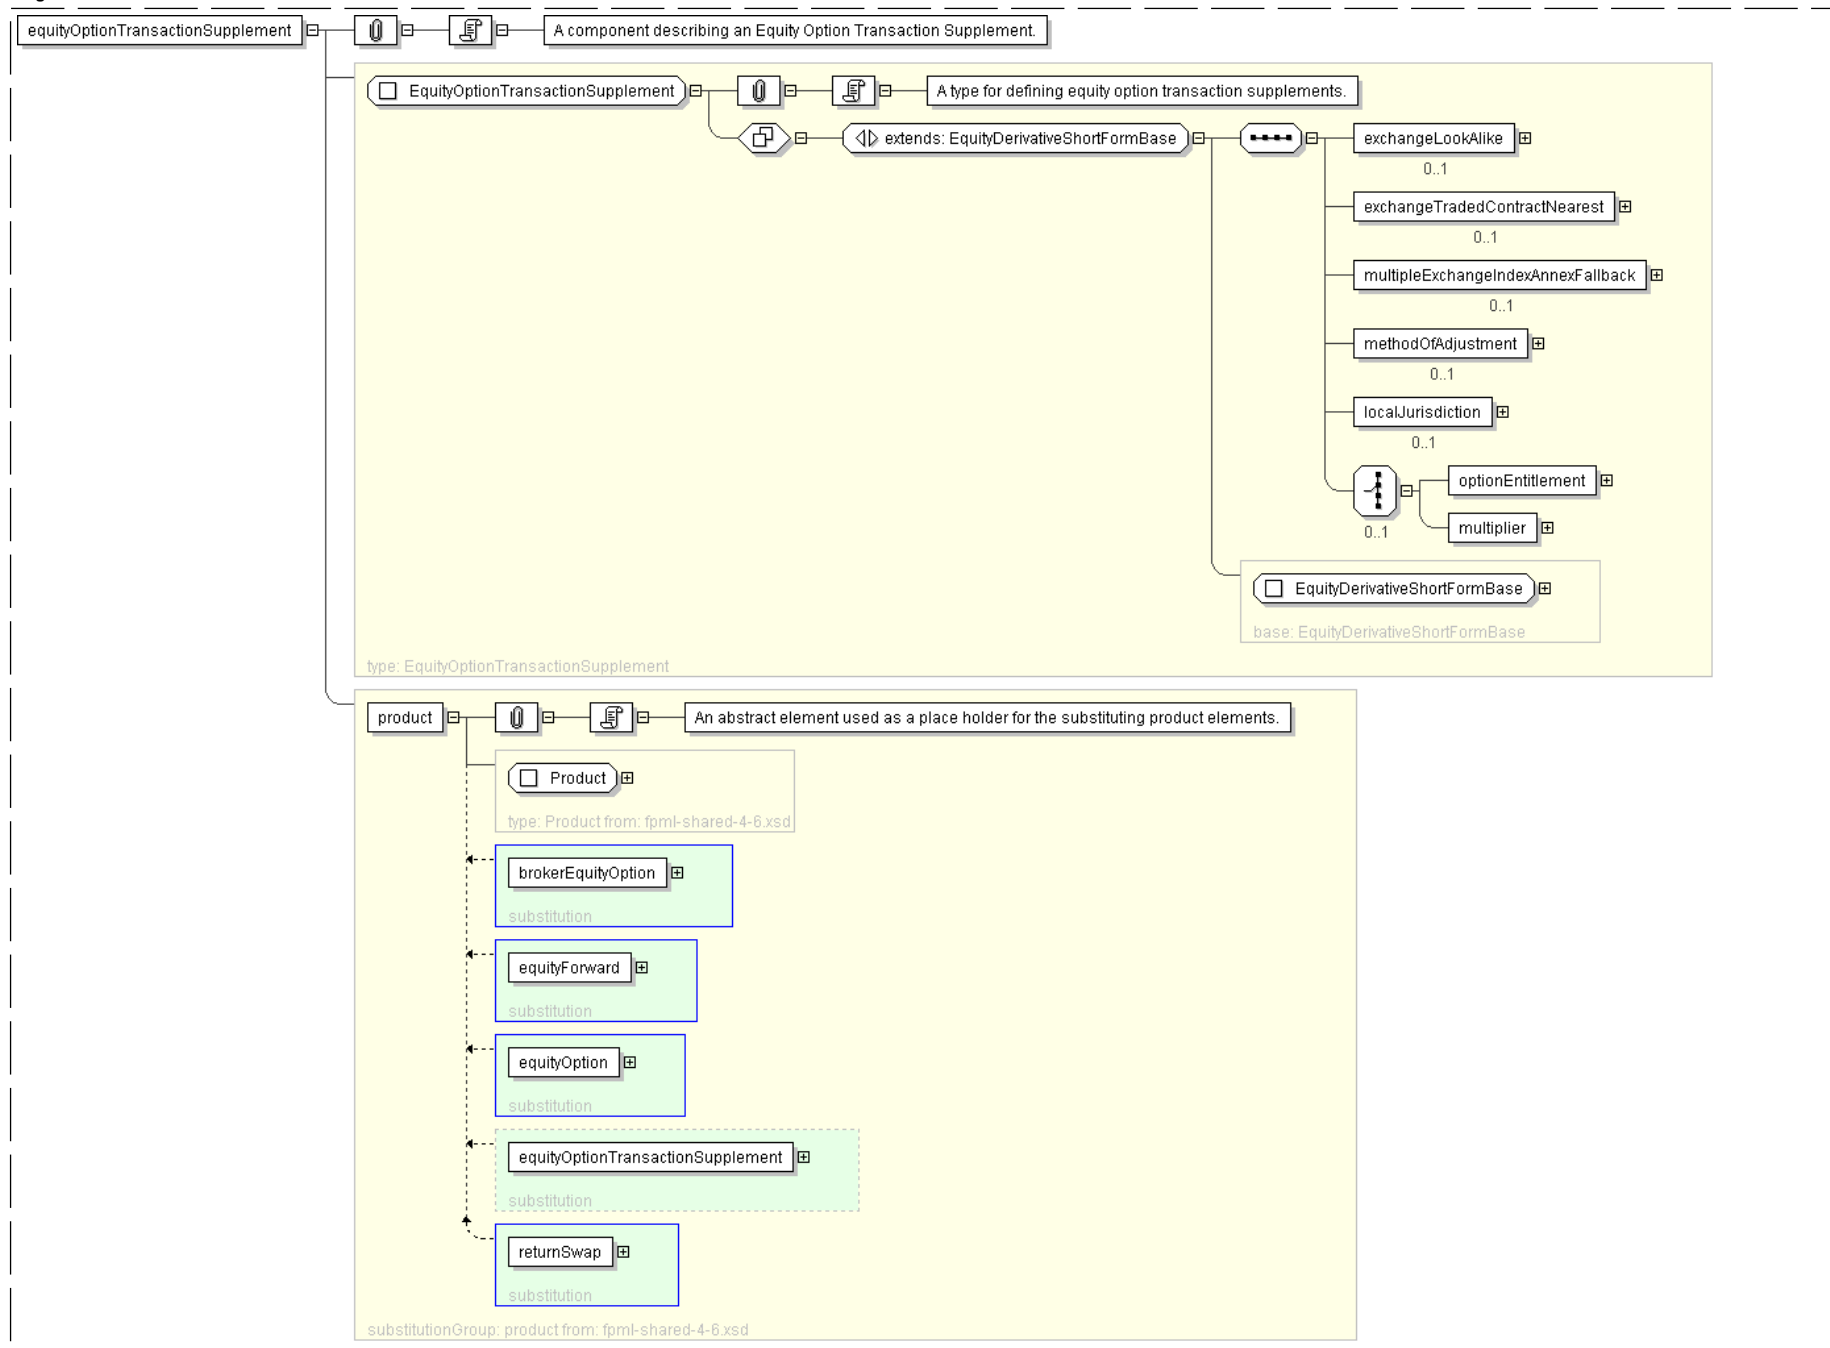 equityOptionTransactionSupplement A component describing an Equity Option Transaction Supplement.
EquityOptionTransactionSupplement A type for defining equity option transaction supplements.
extends: EquityDerivativeShortFormBase exchangeLookAlike
0..1
exchangeTradedContractNearest
0..1
multipleExchangeIndexAnnexFallback
0..1
methodOfAdjustment
0..1
localJurisdiction
0..1
optionEntitlement
multiplier
0..1
EquityDerivativeShortFormBase
base: EquityDerivativeShortFormBase
type: EquityOptionTransactionSupplement
product An abstract element used as a place holder for the substituting product elements.
Product
type: Product from: fpml-shared-4-6.xsd
brokerEquityOption
substitution
equityForward
substitution
equityOption
substitution
equityOptionTransactionSupplement
substitution
returnSwap
substitution
substitutionGroup: product from: fpml-shared-4-6.xsd